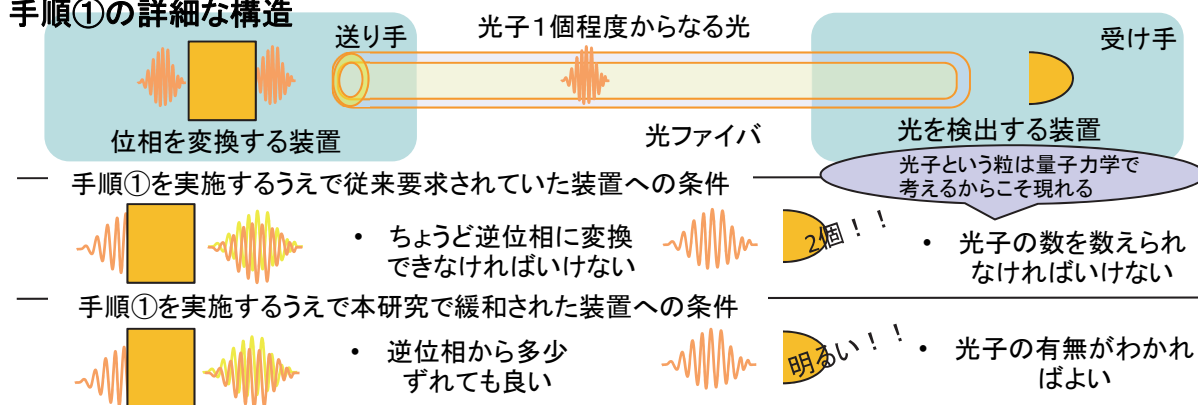 手順①の詳細な構造
送り手
光子１個程度からなる光
受け手
位相を変換する装置
光ファイバ
光を検出する装置
光子という粒は量子力学で
考えるからこそ現れる
手順①を実施するうえで従来要求されていた装置への条件
• ちょうど逆位相に変換
できなければいけない
2個！！
• 光子の数を数えられ
なければいけない
手順①を実施するうえで本研究で緩和された装置への条件
• 逆位相から多少
ずれても良い
明るい！！
• 光子の有無がわかれ
ばよい